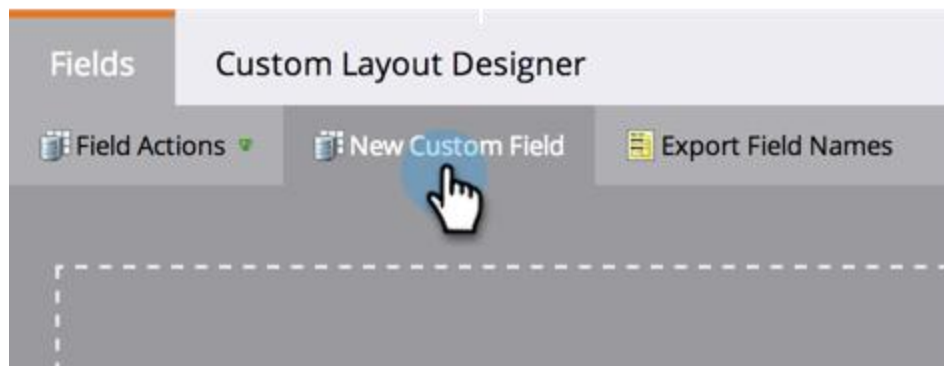 Fields Custom Layout Designer
Field Actions New Custom Field Export Field Names